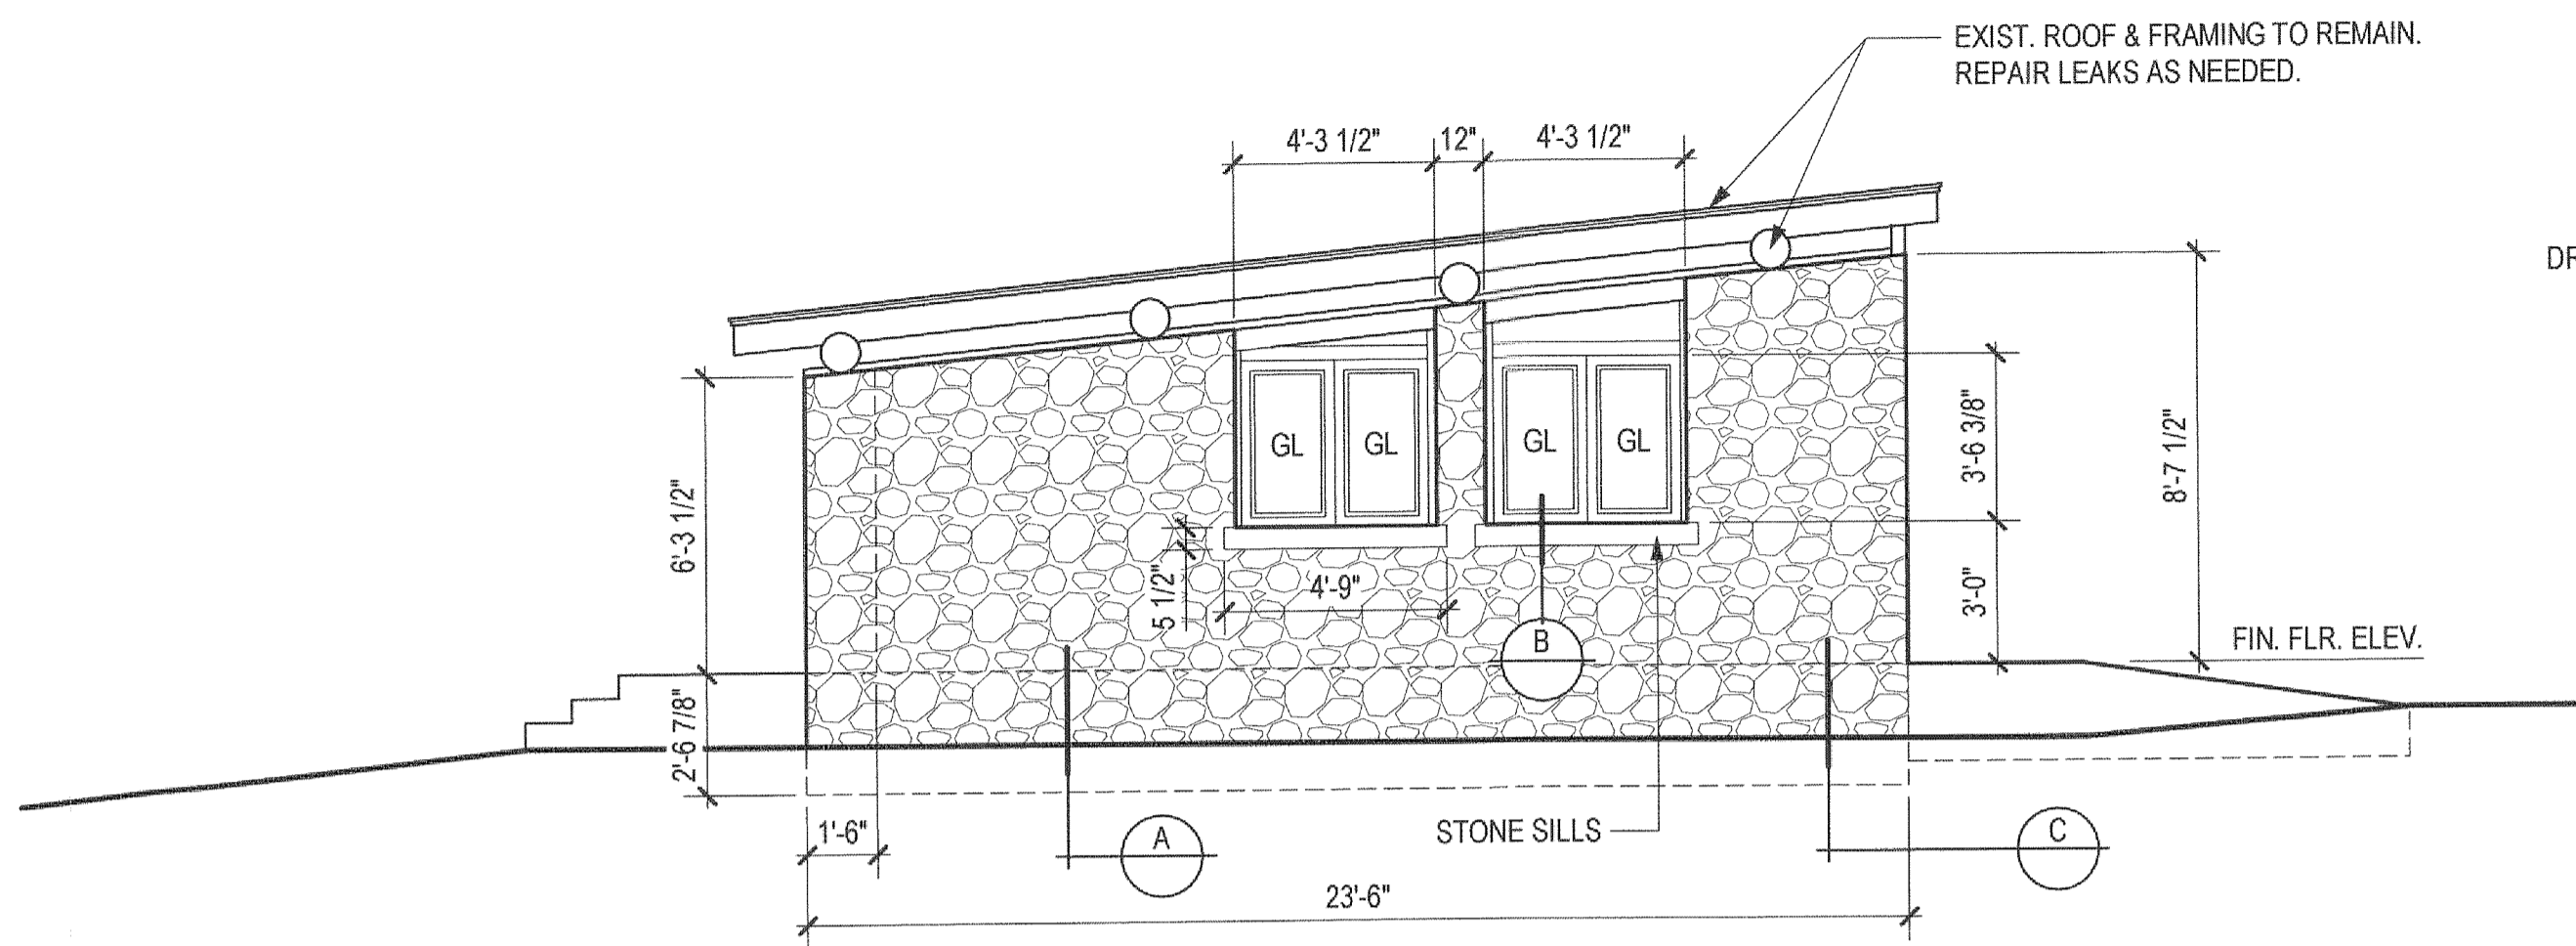 EXIST. ROOF & FRAMING TO REMAIN.
REPAIR LEAKS AS NEEDED.
4'-3 1/2"
12"
4'-3 1/2"
DR
GL
GL
GL
GL
3'-6 3/8"
8'-7 1/2"
6'-3 1/2"
5 1/2"
4'-9"
3'-0"
B
FIN. FLR. ELEV.
2'-6 7/8"
1'-6"
A
STONE SILLS
C
23'-6"